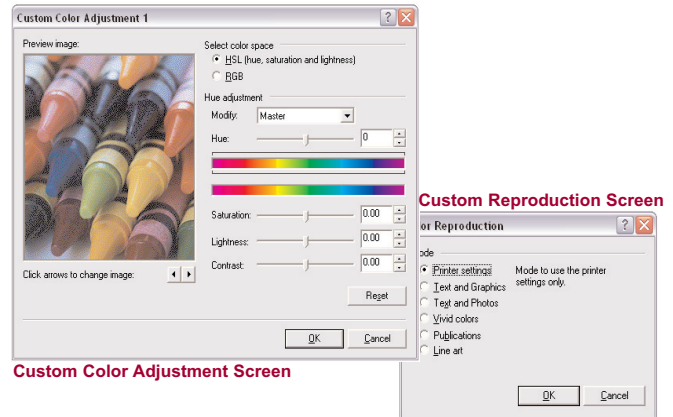 Custom Color Adjustment 1
Preview image:
Click arrows to change image:
Select color space
HSL (hue, saturation and lightness)
RGB
Hue adjustment
Modify: Master
Hue: 0
Saturation: 0.00
Lightness: 0.00
Contrast: 0.00
Reset
OK Cancel
Custom Color Adjustment Screen
Custom Reproduction Screen
or Reproduction
ode
Printer settings
Text and Graphics
Text and Photos
Vivid colors
Publications
Line art
Mode to use the printer
settings only.
OK Cancel